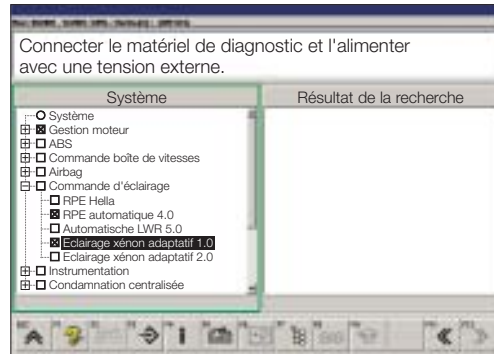 Connecter le matériel de diagnostic et l'alimenter
avec une tension externe.
Système
Résultat de la recherche
Système
Gestion moteur
ABS
Commande boîte de vitesses
Airbag
Commande d'éclairage
RPE Hella
RPE automatique 4.0
Automatische LWR 5.0
Eclairage xénon adaptatif 1.0
Eclairage xénon adaptatif 2.0
Instrumentation
Condamnation centralisée